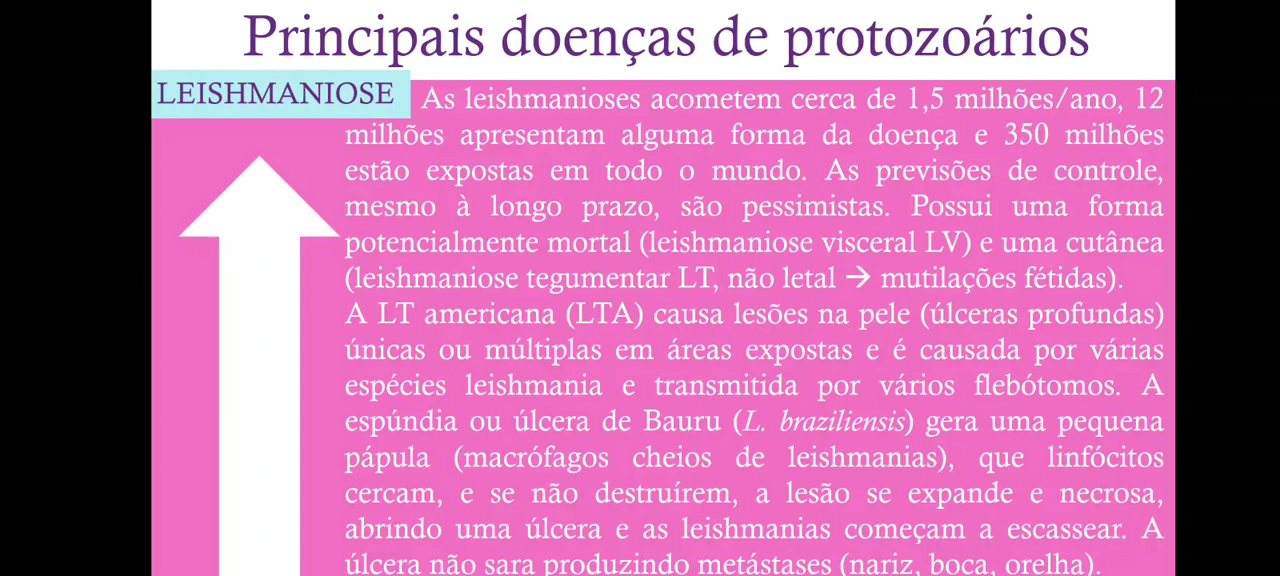 Principais doenças de protozoários
LEISHMANIOSE
As leishmanioses acometem cerca de 1,5 milhões/ano, 12
milhões apresentam alguma forma da doença e 350 milhões
estão expostas em todo o mundo. As previsões de controle,
mesmo à longo prazo, são pessimistas. Possui uma forma
potencialmente mortal (leishmaniose visceral LV) e uma cutânea
(leishmaniose tegumentar LT, não letal → mutilações fétidas).
A LT americana (LTA) causa lesões na pele (úlceras profundas)
únicas ou múltiplas em áreas expostas e é causada por várias
espécies leishmania e transmitida por vários flebótomos. A
espúndia ou úlcera de Bauru (L. braziliensis) gera uma pequena
pápula (macrófagos cheios de leishmanias), que linfócitos
cercam, e se não destruírem, a lesão se expande e necrosa,
abrindo uma úlcera e as leishmanias começam a escassear. A
úlcera não sara produzindo metástases (nariz, boca, orelha).